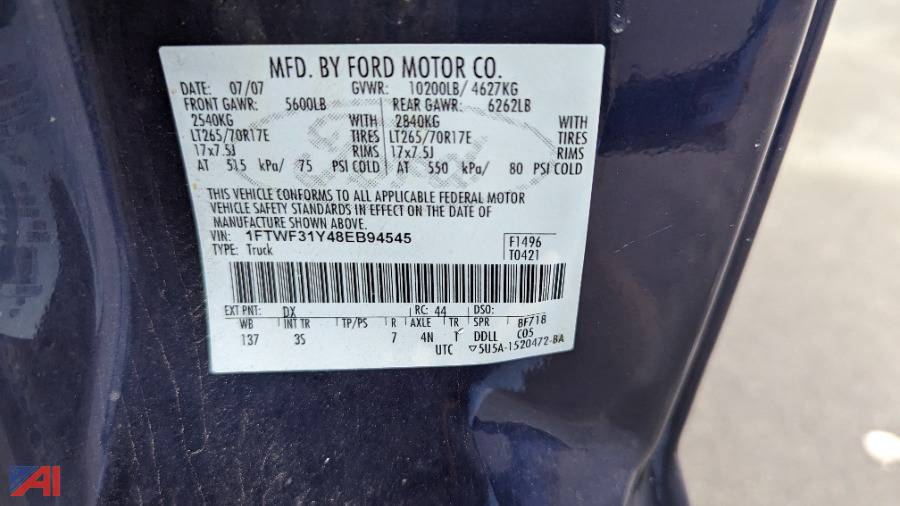 MFD. BY FORD MOTOR CO.
DATE: 07/07 GVWR: 10200LB/ 4627KG
FRONT GAWR: 5600LB REAR GAWR: 6262LB
2540KG WITH 2840KG WITH
LT265/70R17E TIRES LT265/70R17E TIRES
17x7.5J RIMS 17x7.5J RIMS
AT 515 kPa/ 75 PSI COLD AT 550 kPa/ 80 PSI COLD
THIS VEHICLE CONFORMS TO ALL APPLICABLE FEDERAL MOTOR
VEHICLE SAFETY STANDARDS IN EFFECT ON THE DATE OF
MANUFACTURE SHOWN ABOVE.
VIN: 1FTWF31Y48EB94545 F1496
TYPE: Truck T0421
EXT PNT: DX RC: 44 DSO:
WB INT TR TP/PS R AXLE TR SPR 8F718
137 3S 7 4N T DDLL C05
UTC ▽5U5A-1520472-BA
AI